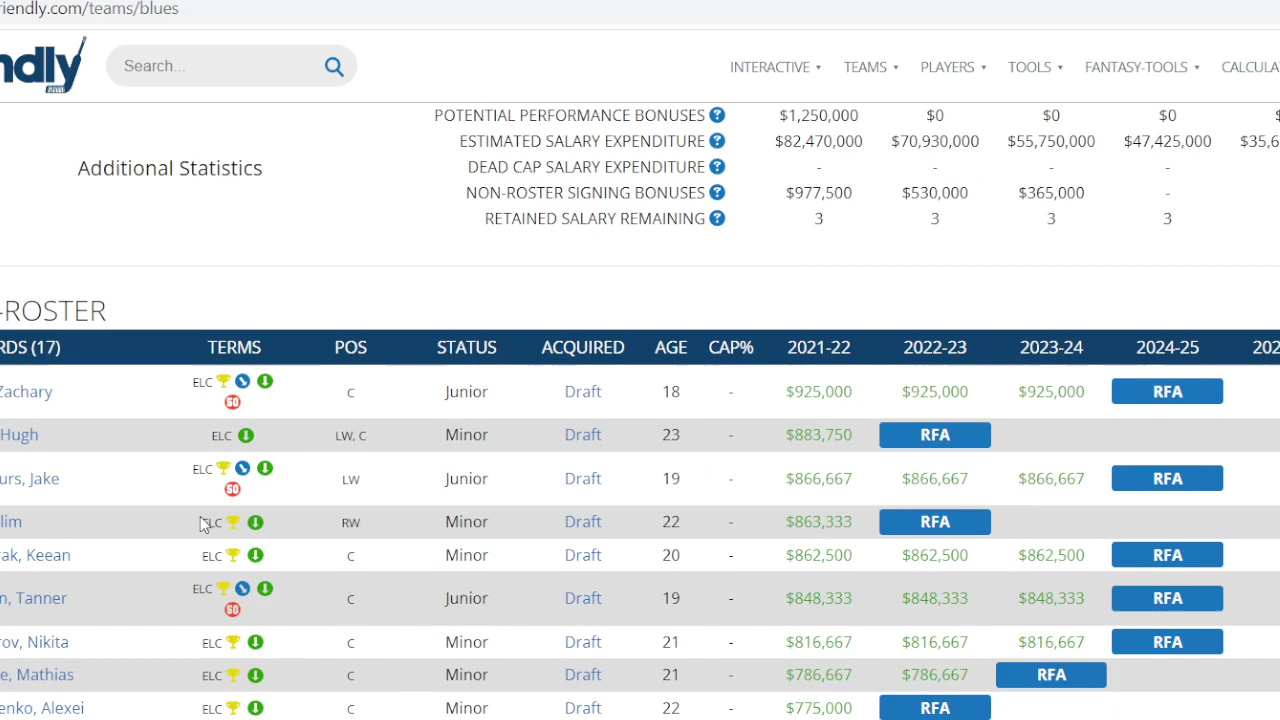 riendly.com/teams/blues
ndly Search... INTERACTIVE TEAMS PLAYERS TOOLS FANTASY-TOOLS CALCULA
POTENTIAL PERFORMANCE BONUSES ? $1,250,000 $0 $0 $0
ESTIMATED SALARY EXPENDITURE ? $82,470,000 $70,930,000 $55,750,000 $47,425,000 $35,6
Additional Statistics
DEAD CAP SALARY EXPENDITURE ? - - - -
NON-ROSTER SIGNING BONUSES ? $977,500 $530,000 $365,000 -
RETAINED SALARY REMAINING ? 3 3 3 3
-ROSTER
RDS (17) TERMS POS STATUS ACQUIRED AGE CAP% 2021-22 2022-23 2023-24 2024-25 202
Zachary ELC 50 C Junior Draft 18 - $925,000 $925,000 $925,000 RFA
Hugh ELC LW, C Minor Draft 23 - $883,750 RFA
urs, Jake ELC 50 LW Junior Draft 19 - $866,667 $866,667 $866,667 RFA
lim ELC RW Minor Draft 22 - $863,333 RFA
ak, Keean ELC C Minor Draft 20 - $862,500 $862,500 $862,500 RFA
n, Tanner ELC 50 C Junior Draft 19 - $848,333 $848,333 $848,333 RFA
ov, Nikita ELC C Minor Draft 21 - $816,667 $816,667 $816,667 RFA
e, Mathias ELC C Minor Draft 21 - $786,667 $786,667 RFA
enko, Alexei ELC C Minor Draft 22 - $775,000 RFA